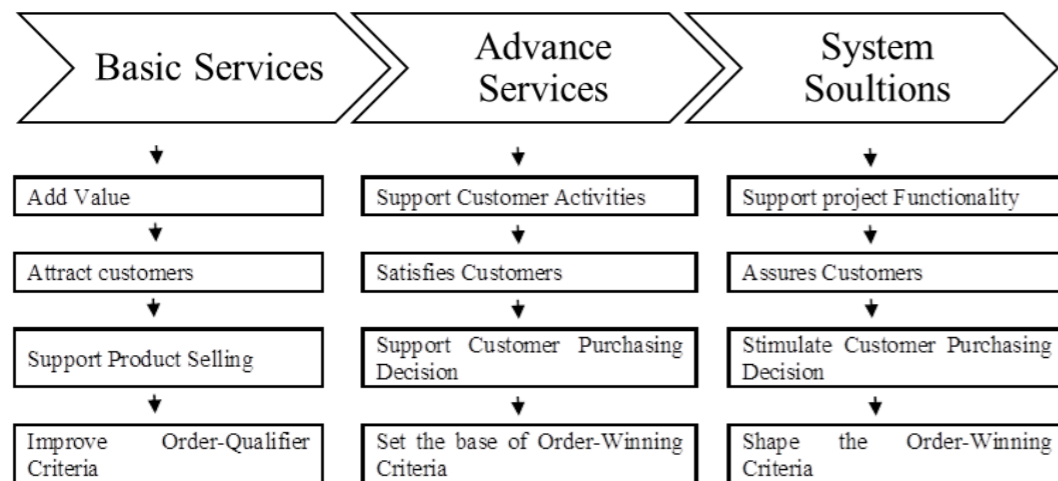 Basic Services
Advance
Services
System
Soultions
Add Value
Attract customers
Support Product Selling
Improve Order-Qualifier
Criteria
Support Customer Activities
Satisfies Customers
Support Customer Purchasing
Decision
Set the base of Order-Winning
Criteria
Support project Functionality
Assures Customers
Stimulate Customer Purchasing
Decision
Shape the Order-Winning
Criteria